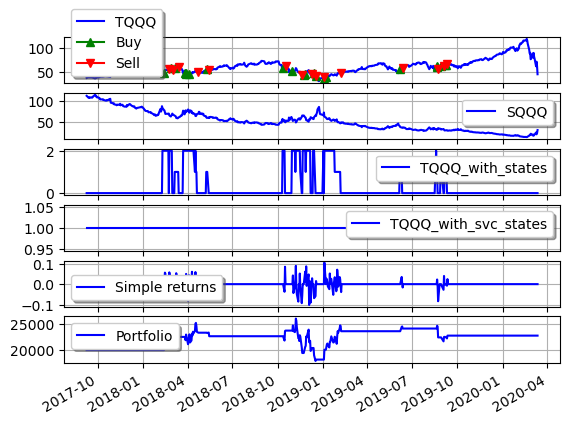 TQQQ
Buy
Sell
100
50
SQQQ
100
50
TQQQ_with_states
2
0
TQQQ_with_svc_states
1.05
1.00
0.95
Simple returns
0.1
0.0
−0.1
Portfolio
25000
20000
2017-10 2018-01 2018-04 2018-07 2018-10 2019-01 2019-04 2019-07 2019-10 2020-01 2020-04